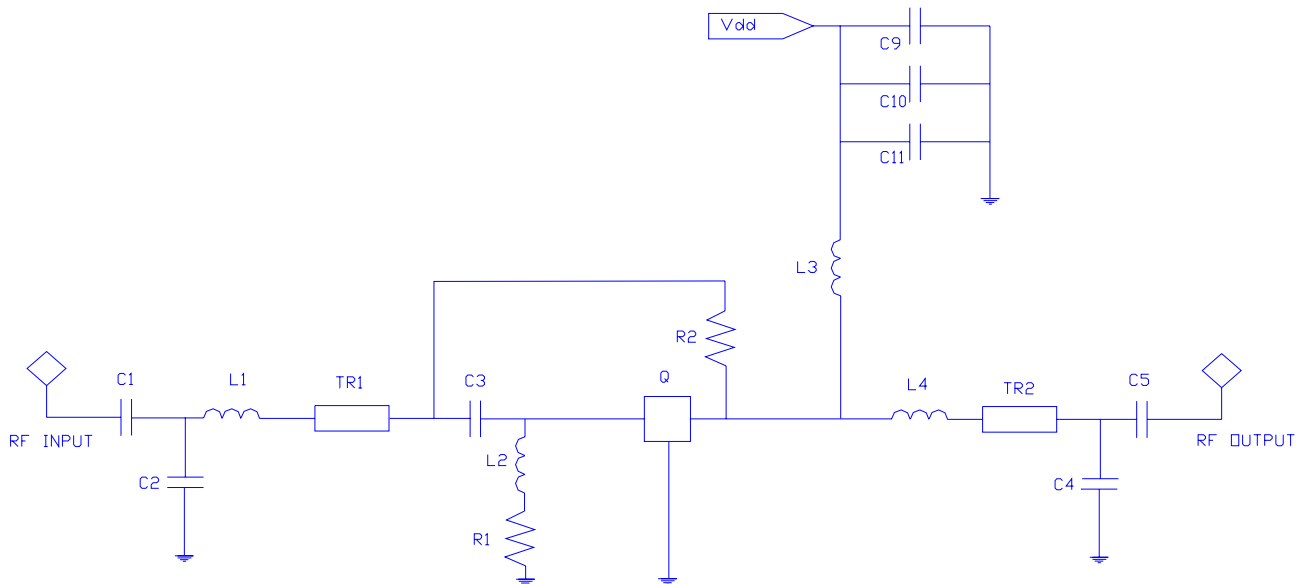 Vdd
C9
C10
C11
L3
R2
C1
L1
TR1
C3
Q
L4
TR2
C5
RF INPUT
RF OUTPUT
C2
L2
C4
R1